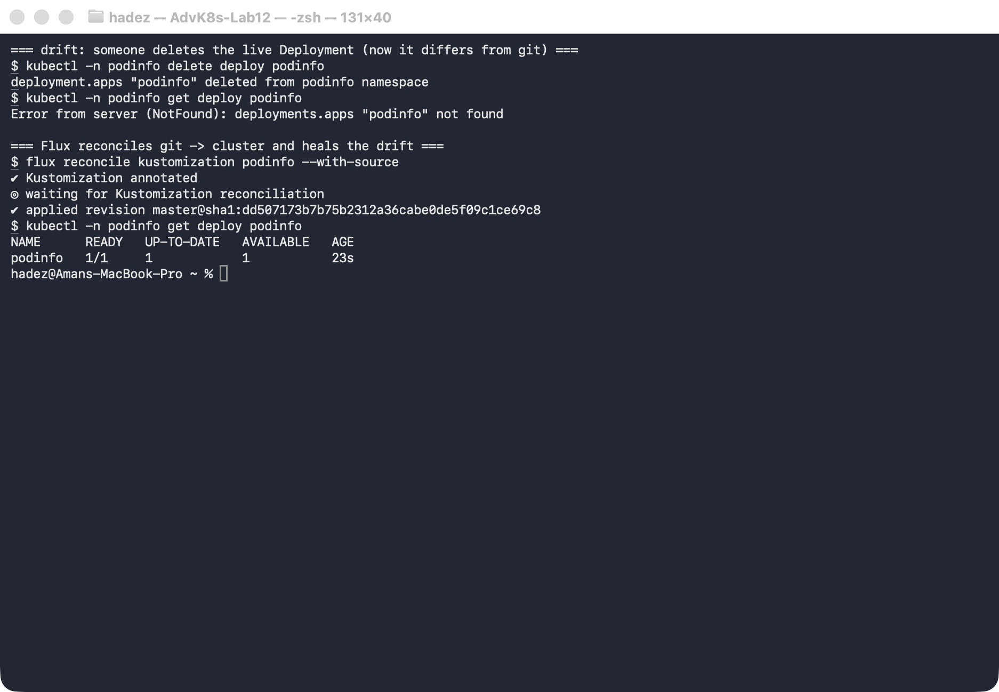 hadez — AdvK8s-Lab12 — -zsh — 131×40
=== drift: someone deletes the live Deployment (now it differs from git) ===
$ kubectl -n podinfo delete deploy podinfo
deployment.apps "podinfo" deleted from podinfo namespace
$ kubectl -n podinfo get deploy podinfo
Error from server (NotFound): deployments.apps "podinfo" not found
=== Flux reconciles git -> cluster and heals the drift ===
$ flux reconcile kustomization podinfo --with-source
✔ Kustomization annotated
◎ waiting for Kustomization reconciliation
✔ applied revision master@sha1:dd507173b7b75b2312a36cabe0de5f09c1ce69c8
$ kubectl -n podinfo get deploy podinfo
NAME      READY   UP-TO-DATE   AVAILABLE   AGE
podinfo   1/1     1            1           23s
hadez@Amans-MacBook-Pro ~ %